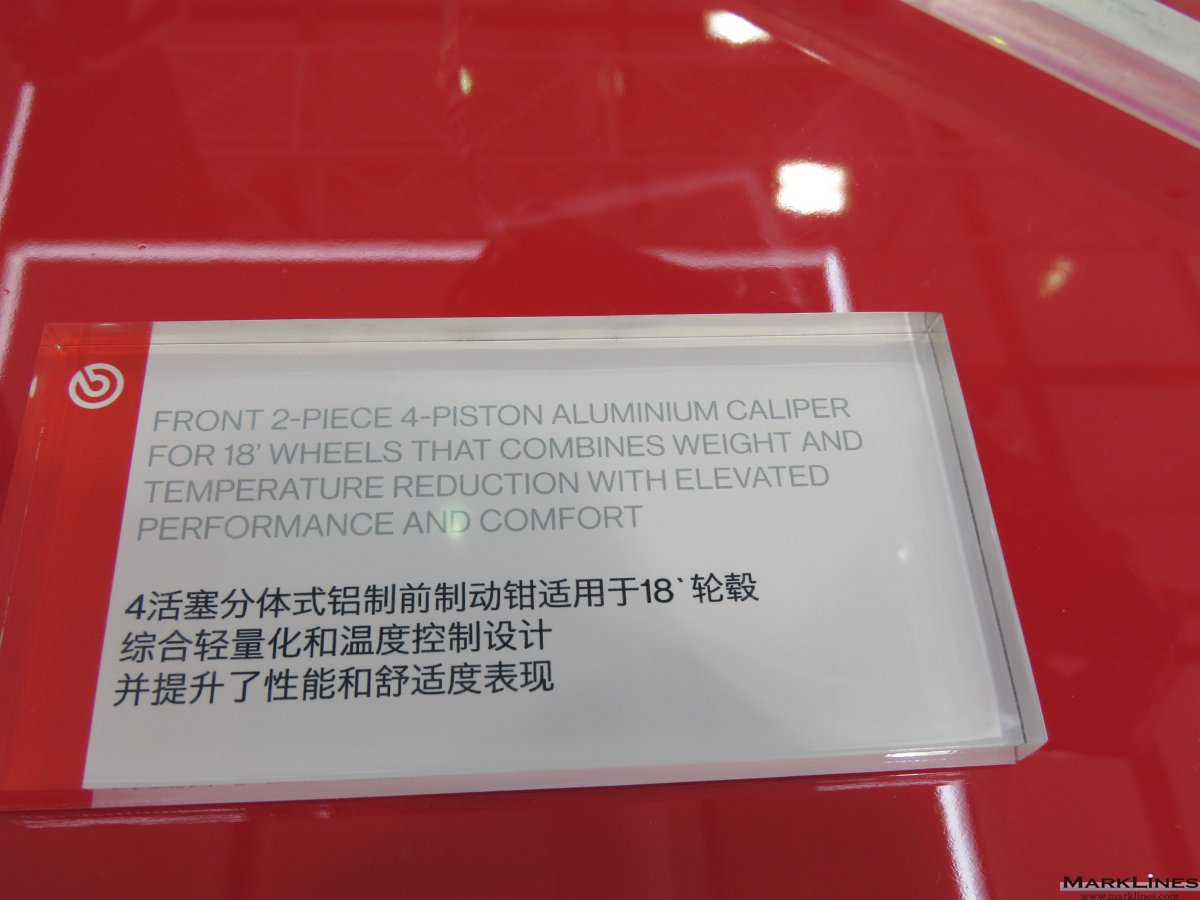 FRONT 2-PIECE 4-PISTON ALUMINIUM CALIPER
FOR 18' WHEELS THAT COMBINES WEIGHT AND
TEMPERATURE REDUCTION WITH ELEVATED
PERFORMANCE AND COMFORT
4活塞分体式铝制前制动钳适用于18`轮毂
综合轻量化和温度控制设计
并提升了性能和舒适度表现
MARKLINES
www.marklines.com